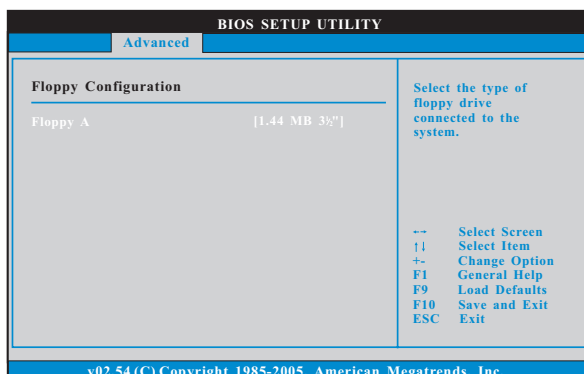 BIOS SETUP UTILITY
Advanced
Floppy Configuration
Floppy A [1.44 MB 3½"]
Select the type of
floppy drive
connected to the
system.
←→ Select Screen
↑↓ Select Item
+- Change Option
F1 General Help
F9 Load Defaults
F10 Save and Exit
ESC Exit
v02.54 (C) Copyright 1985-2005, American Megatrends, Inc.